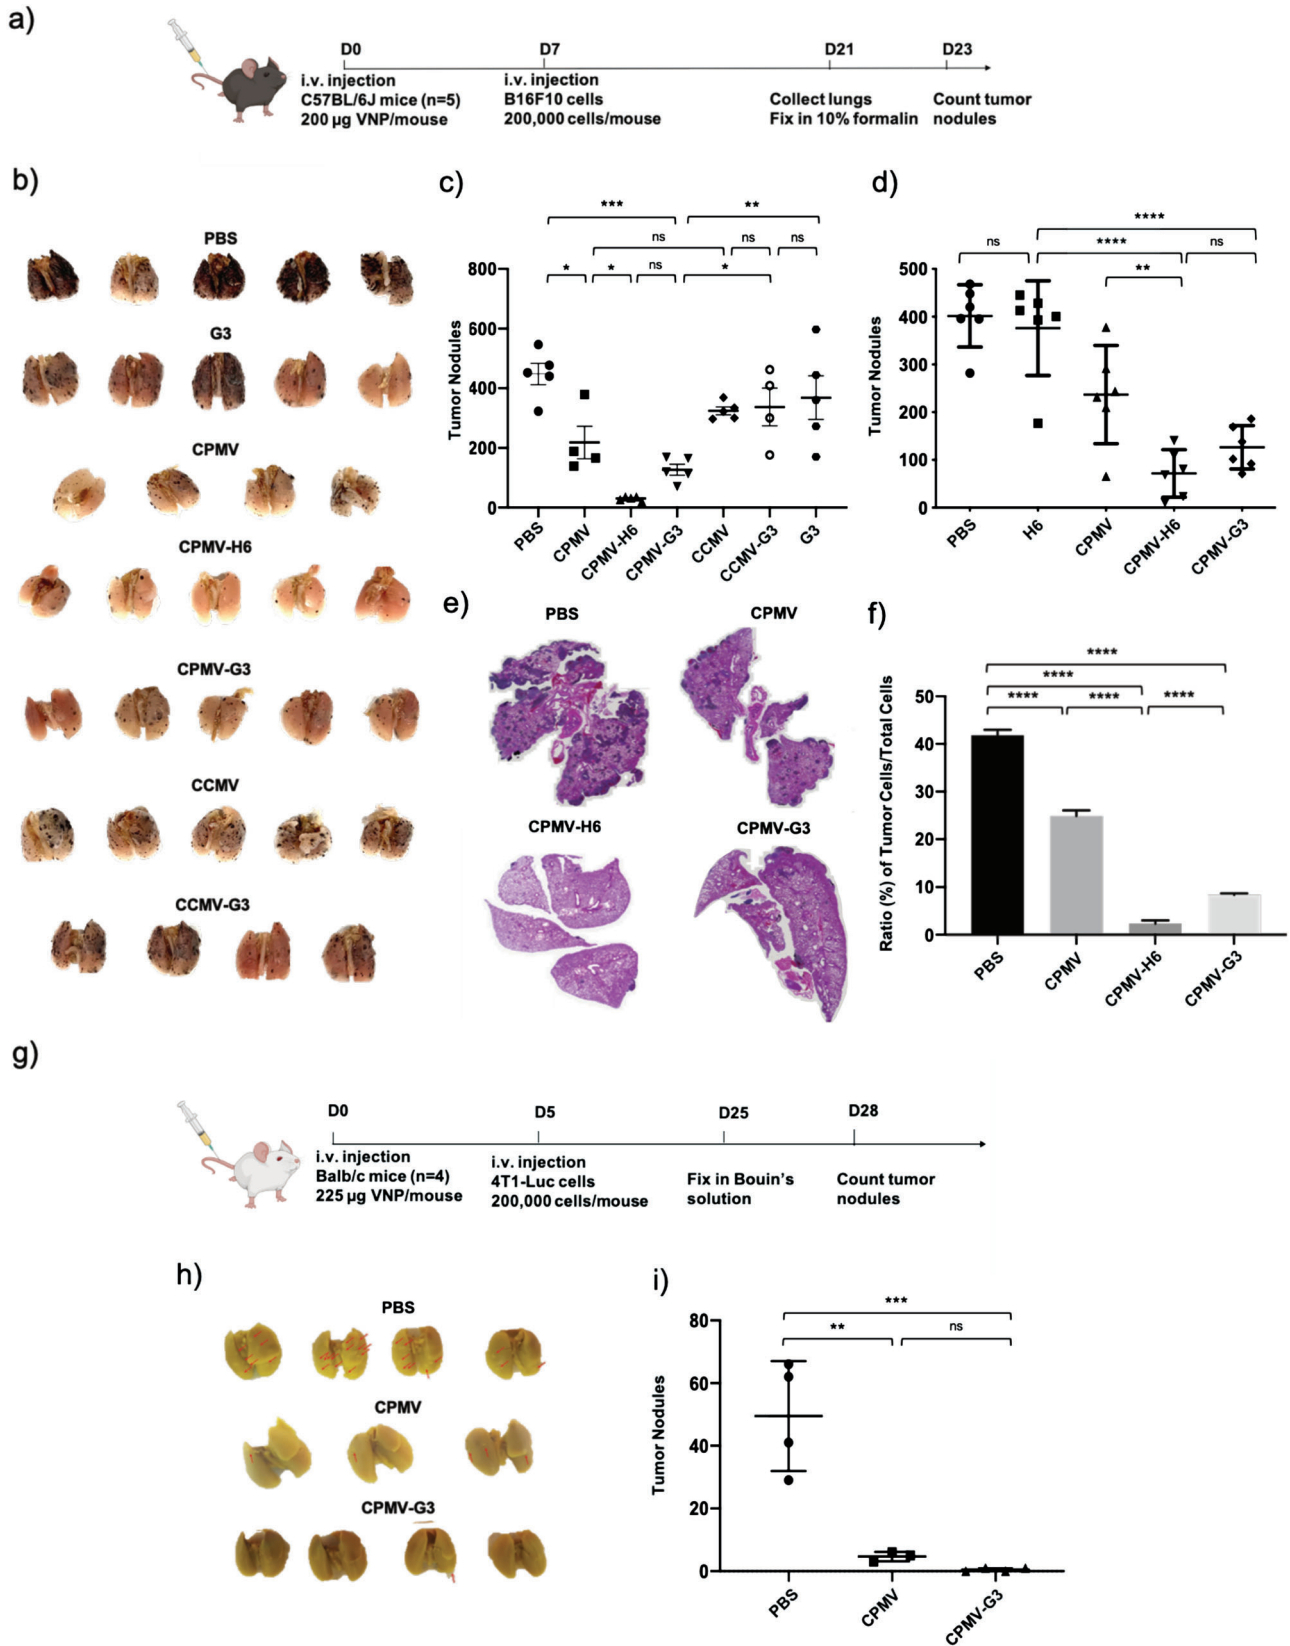 a)
D0
D7
D21
D23
i.v. injection
C57BL/6J mice (n=5)
200 µg VNP/mouse
i.v. injection
B16F10 cells
200,000 cells/mouse
Collect lungs
Fix in 10% formalin
Count tumor
nodules
b)
PBS
G3
CPMV
CPMV-H6
CPMV-G3
CCMV
CCMV-G3
c)
***
**
ns
ns
ns
*
*
ns
*
Tumor Nodules
800
600
400
200
0
PBS
CPMV
CPMV-H6
CPMV-G3
CCMV
CCMV-G3
G3
d)
****
ns
****
ns
**
Tumor Nodules
500
400
300
200
100
0
PBS
H6
CPMV
CPMV-H6
CPMV-G3
e)
PBS
CPMV
CPMV-H6
CPMV-G3
f)
****
****
****
****
****
Ratio (%) of Tumor Cells/Total Cells
50
40
30
20
10
0
PBS
CPMV
CPMV-H6
CPMV-G3
g)
D0
D5
D25
D28
i.v. injection
Balb/c mice (n=4)
225 µg VNP/mouse
i.v. injection
4T1-Luc cells
200,000 cells/mouse
Fix in Bouin's
solution
Count tumor
nodules
h)
PBS
CPMV
CPMV-G3
i)
***
**
ns
Tumor Nodules
80
60
40
20
0
PBS
CPMV
CPMV-G3